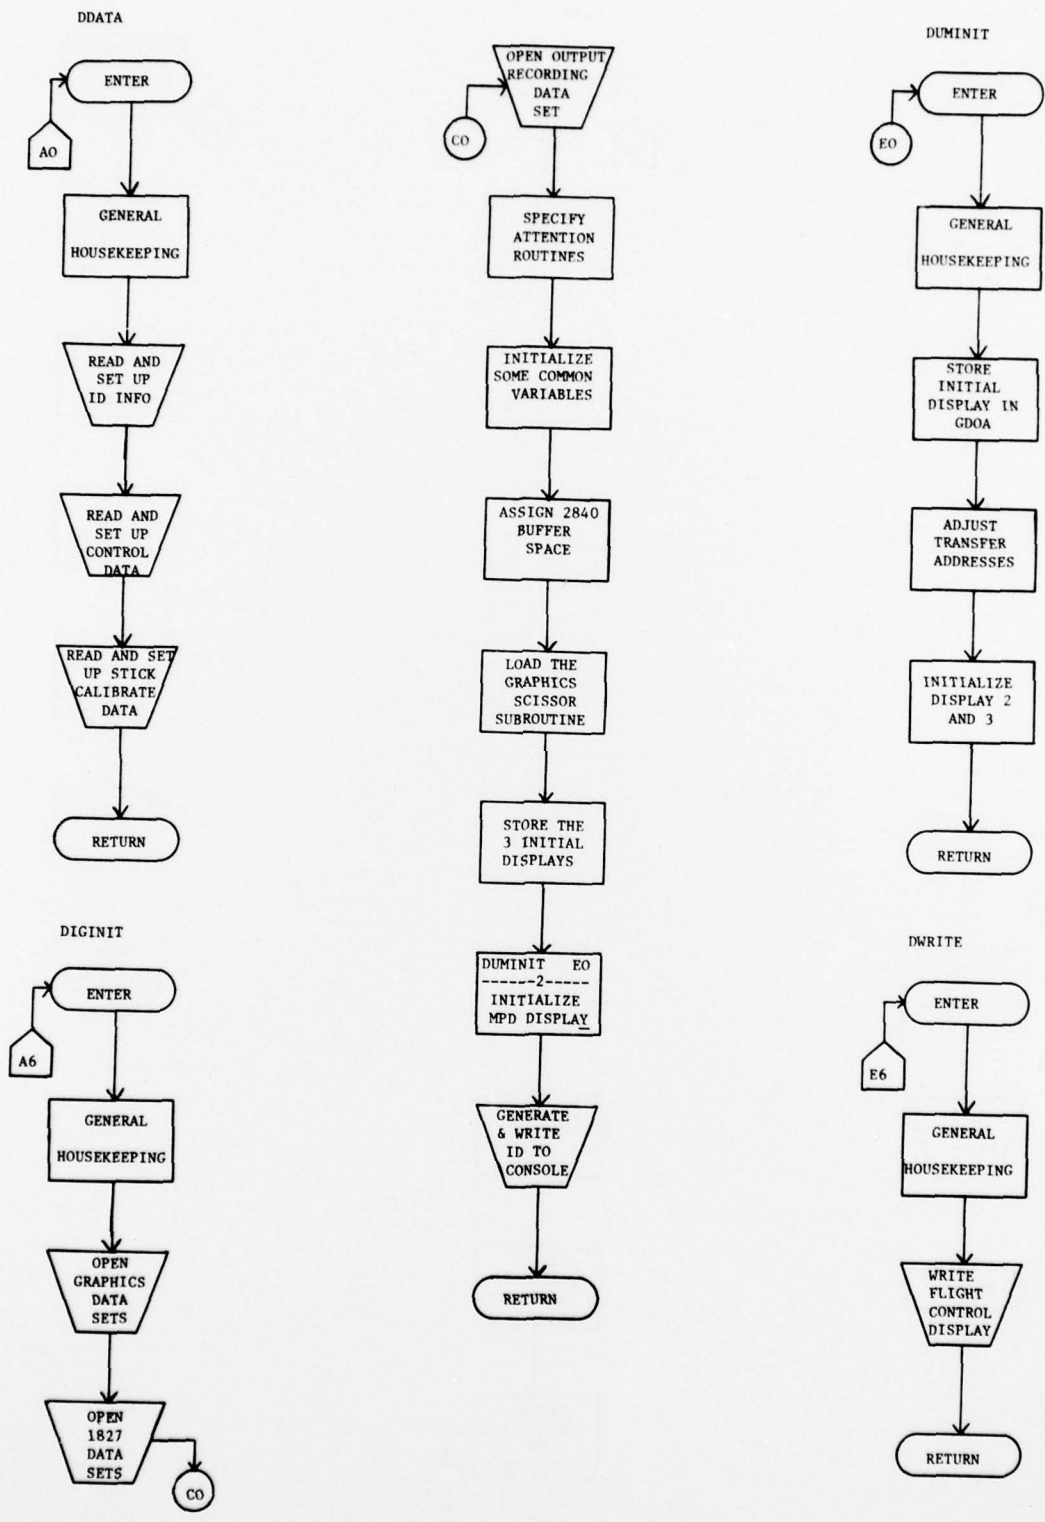 DDATA
ENTER
AO
GENERAL
HOUSEKEEPING
READ AND
SET UP
ID INFO
READ AND
SET UP
CONTROL
DATA
READ AND SET
UP STICK
CALIBRATE
DATA
RETURN
DIGINIT
ENTER
A6
GENERAL
HOUSEKEEPING
OPEN
GRAPHICS
DATA
SETS
OPEN
1827
DATA
SETS
CO
OPEN OUTPUT
RECORDING
DATA
SET
CO
SPECIFY
ATTENTION
ROUTINES
INITIALIZE
SOME COMMON
VARIABLES
ASSIGN 2840
BUFFER
SPACE
LOAD THE
GRAPHICS
SCISSOR
SUBROUTINE
STORE THE
3 INITIAL
DISPLAYS
DUMINIT EO
------2-----
INITIALIZE
MPD DISPLAY
GENERATE
& WRITE
ID TO
CONSOLE
RETURN
DUMINIT
ENTER
EO
GENERAL
HOUSEKEEPING
STORE
INITIAL
DISPLAY IN
GDOA
ADJUST
TRANSFER
ADDRESSES
INITIALIZE
DISPLAY 2
AND 3
RETURN
DWRITE
ENTER
E6
GENERAL
HOUSEKEEPING
WRITE
FLIGHT
CONTROL
DISPLAY
RETURN